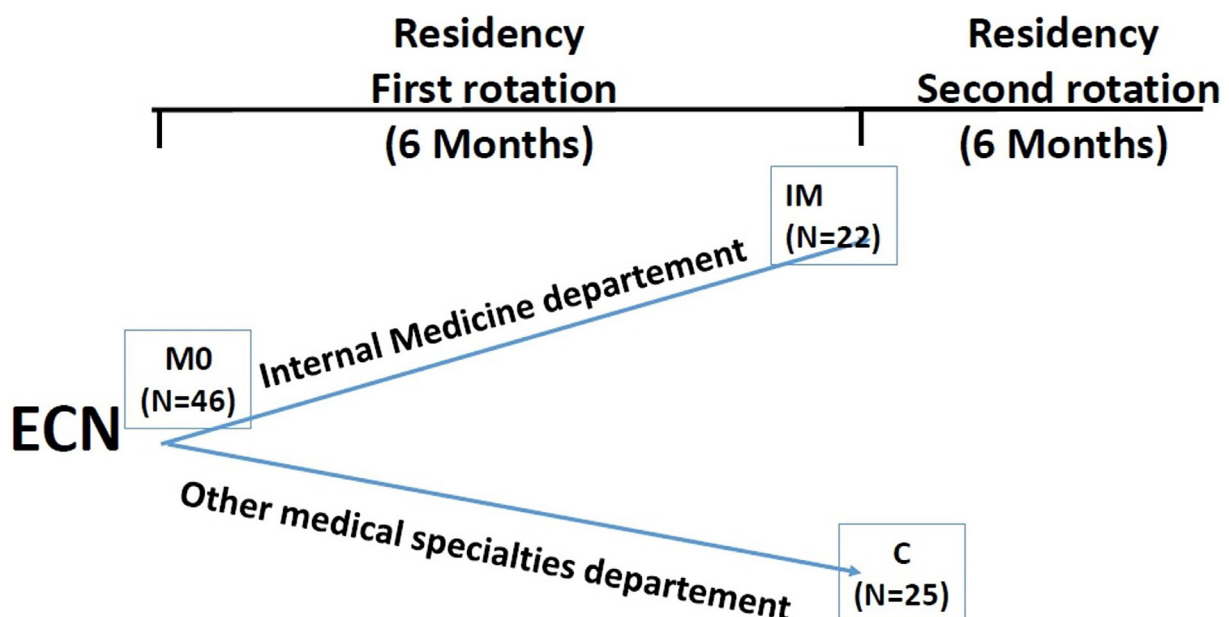 Residency
First rotation
(6 Months)
Residency
Second rotation
(6 Months)
IM
(N=22)
Internal Medicine departement
M0
(N=46)
ECN
Other medical specialties departement
C
(N=25)